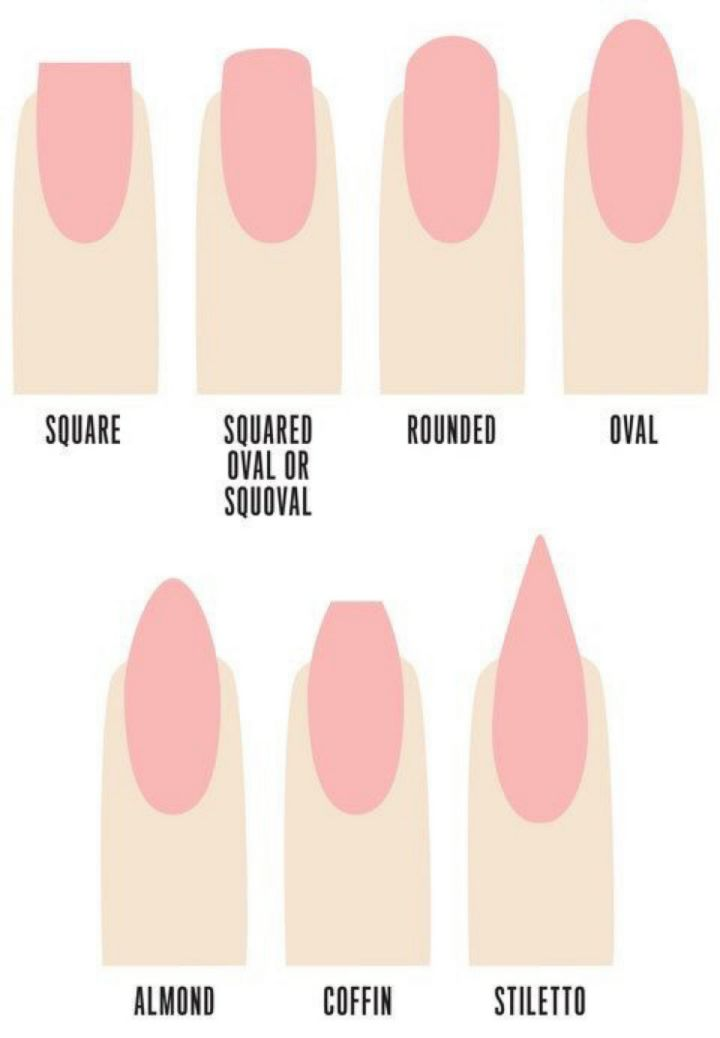 SQUARE
SQUARED
OVAL OR
SQUOVAL
ROUNDED
OVAL
ALMOND
COFFIN
STILETTO